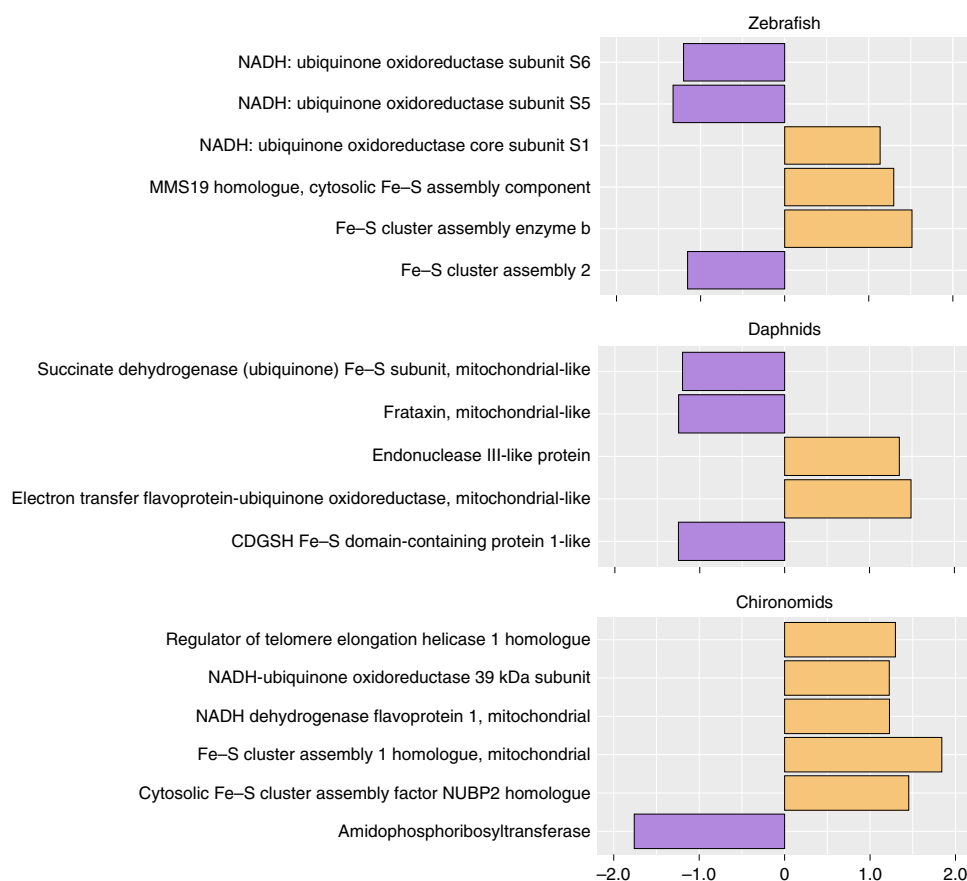 Zebrafish
NADH: ubiquinone oxidoreductase subunit S6
NADH: ubiquinone oxidoreductase subunit S5
NADH: ubiquinone oxidoreductase core subunit S1
MMS19 homologue, cytosolic Fe–S assembly component
Fe–S cluster assembly enzyme b
Fe–S cluster assembly 2
Daphnids
Succinate dehydrogenase (ubiquinone) Fe–S subunit, mitochondrial-like
Frataxin, mitochondrial-like
Endonuclease III-like protein
Electron transfer flavoprotein-ubiquinone oxidoreductase, mitochondrial-like
CDGSH Fe–S domain-containing protein 1-like
Chironomids
Regulator of telomere elongation helicase 1 homologue
NADH-ubiquinone oxidoreductase 39 kDa subunit
NADH dehydrogenase flavoprotein 1, mitochondrial
Fe–S cluster assembly 1 homologue, mitochondrial
Cytosolic Fe–S cluster assembly factor NUBP2 homologue
Amidophosphoribosyltransferase
–2.0 –1.0 0 1.0 2.0